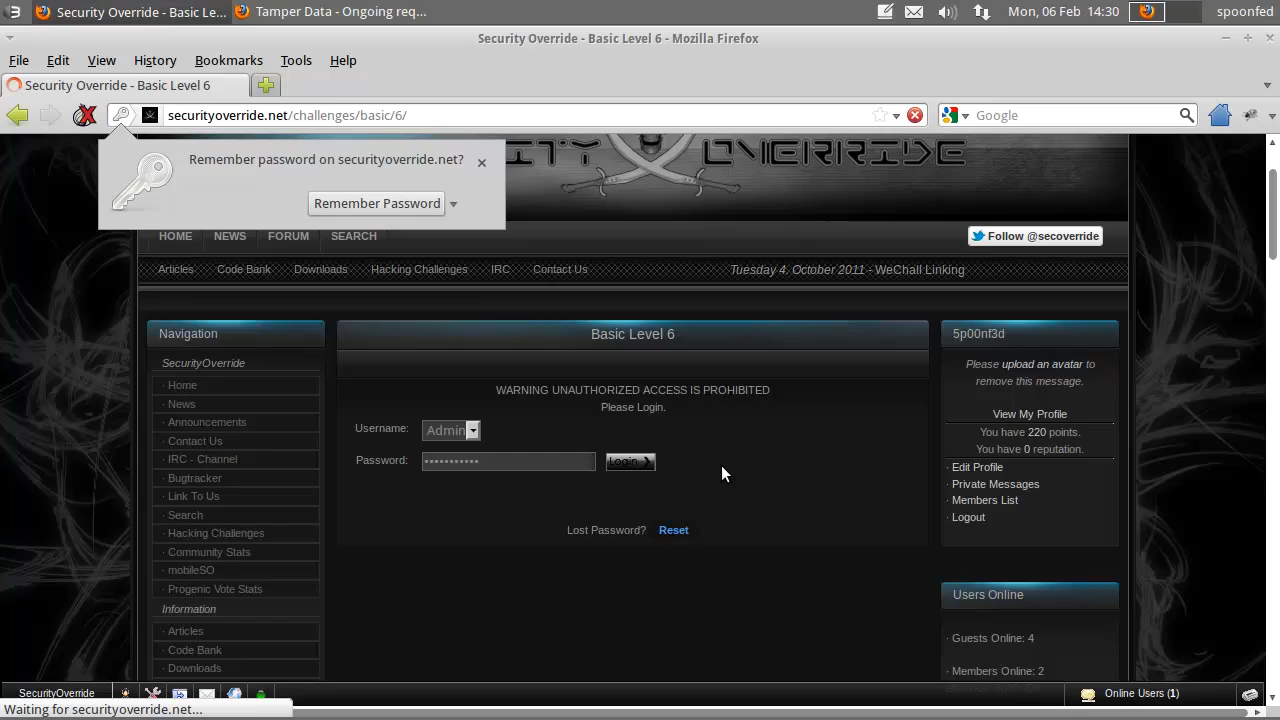 Security Override - Basic Le...
Tamper Data - Ongoing req...
Mon, 06 Feb 14:30
spoonfed
Security Override - Basic Level 6 - Mozilla Firefox
File Edit View History Bookmarks Tools Help
Security Override - Basic Level 6
securityoverride.net/challenges/basic/6/
Google
Remember password on securityoverride.net?
Remember Password
OVERRIDE
HOME NEWS FORUM SEARCH
Follow @secoverride
Articles Code Bank Downloads Hacking Challenges IRC Contact Us
Tuesday 4. October 2011 - WeChall Linking
Navigation
SecurityOverride
· Home
· News
· Announcements
· Contact Us
· IRC - Channel
· Bugtracker
· Link To Us
· Search
· Hacking Challenges
· Community Stats
· mobileSO
· Progenic Vote Stats
Information
· Articles
· Code Bank
· Downloads
Basic Level 6
WARNING UNAUTHORIZED ACCESS IS PROHIBITED
Please Login.
Username: Admin
Password: •••••••••••
Login
Lost Password? Reset
5p00nf3d
Please upload an avatar to
remove this message.
View My Profile
You have 220 points.
You have 0 reputation.
· Edit Profile
· Private Messages
· Members List
· Logout
Users Online
· Guests Online: 4
· Members Online: 2
SecurityOverride
Online Users (1)
Waiting for securityoverride.net...